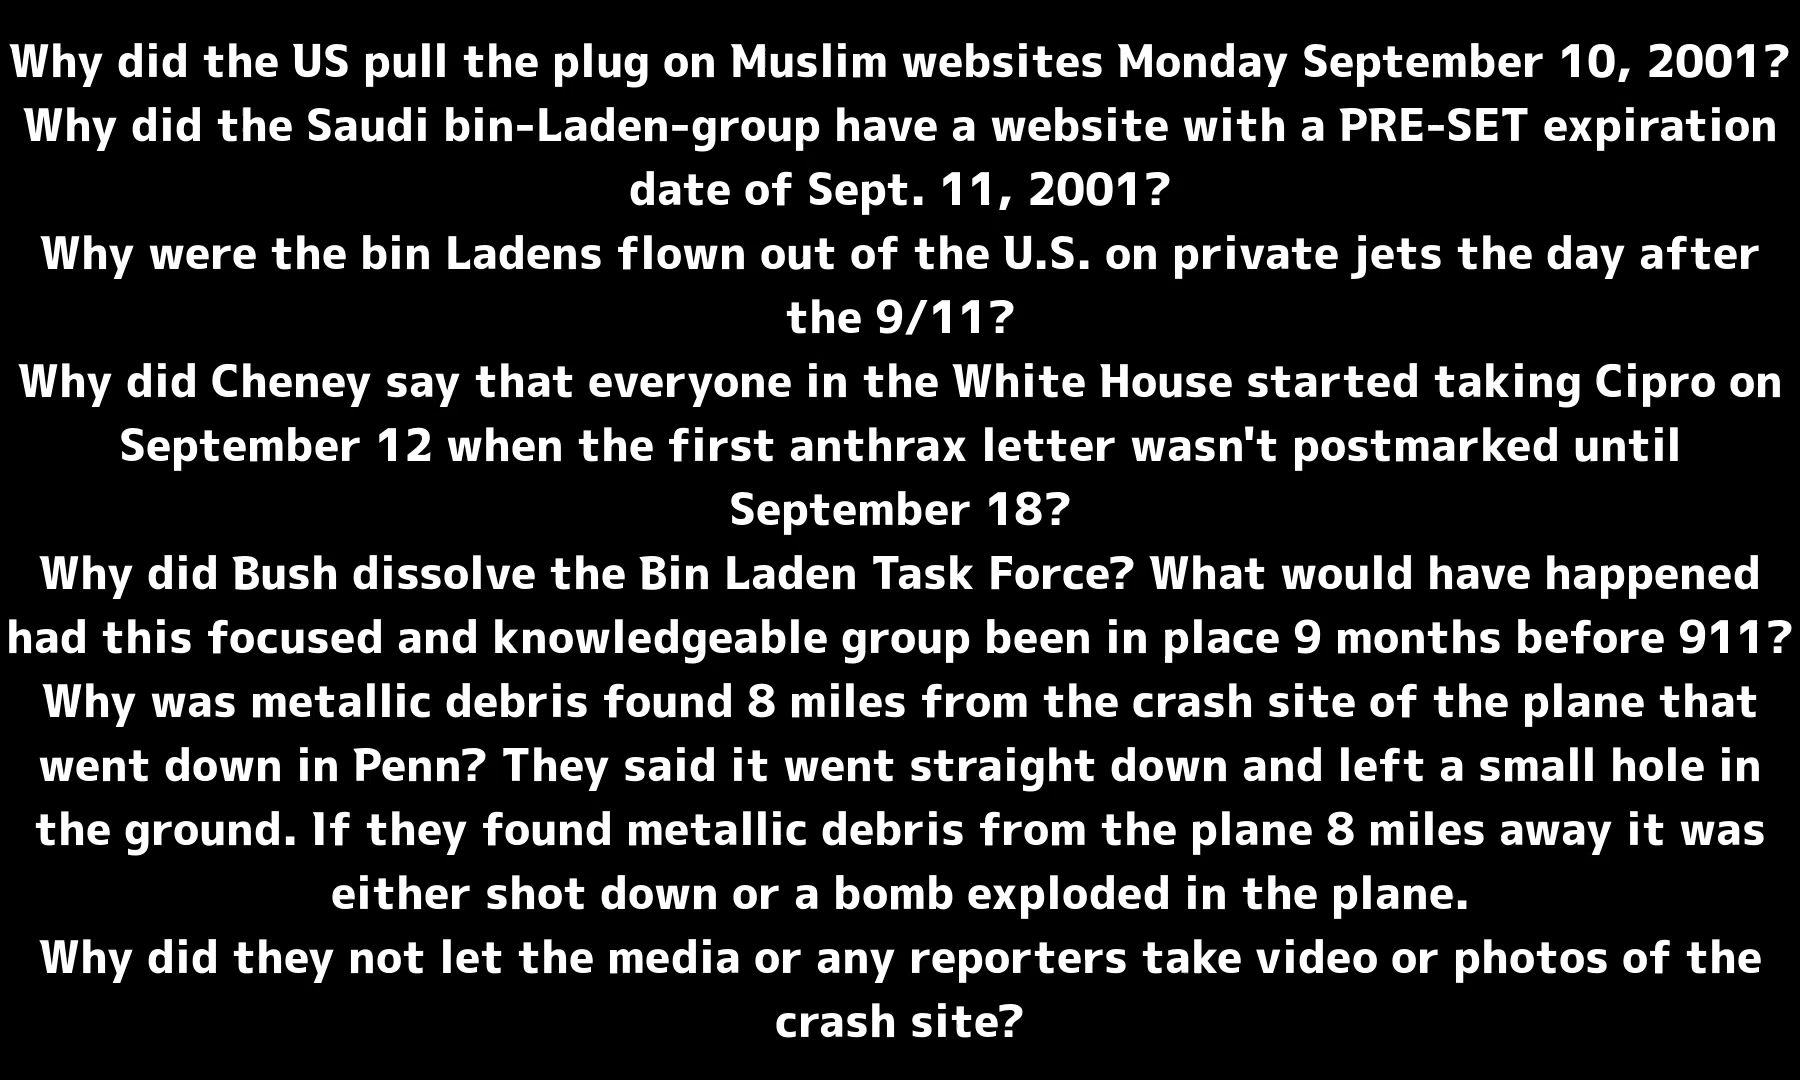 Why did the US pull the plug on Muslim websites Monday September 10, 2001?
Why did the Saudi bin-Laden-group have a website with a PRE-SET expiration
date of Sept. 11, 2001?
Why were the bin Ladens flown out of the U.S. on private jets the day after
the 9/11?
Why did Cheney say that everyone in the White House started taking Cipro on
September 12 when the first anthrax letter wasn't postmarked until
September 18?
Why did Bush dissolve the Bin Laden Task Force? What would have happened
had this focused and knowledgeable group been in place 9 months before 911?
Why was metallic debris found 8 miles from the crash site of the plane that
went down in Penn? They said it went straight down and left a small hole in
the ground. If they found metallic debris from the plane 8 miles away it was
either shot down or a bomb exploded in the plane.
Why did they not let the media or any reporters take video or photos of the
crash site?